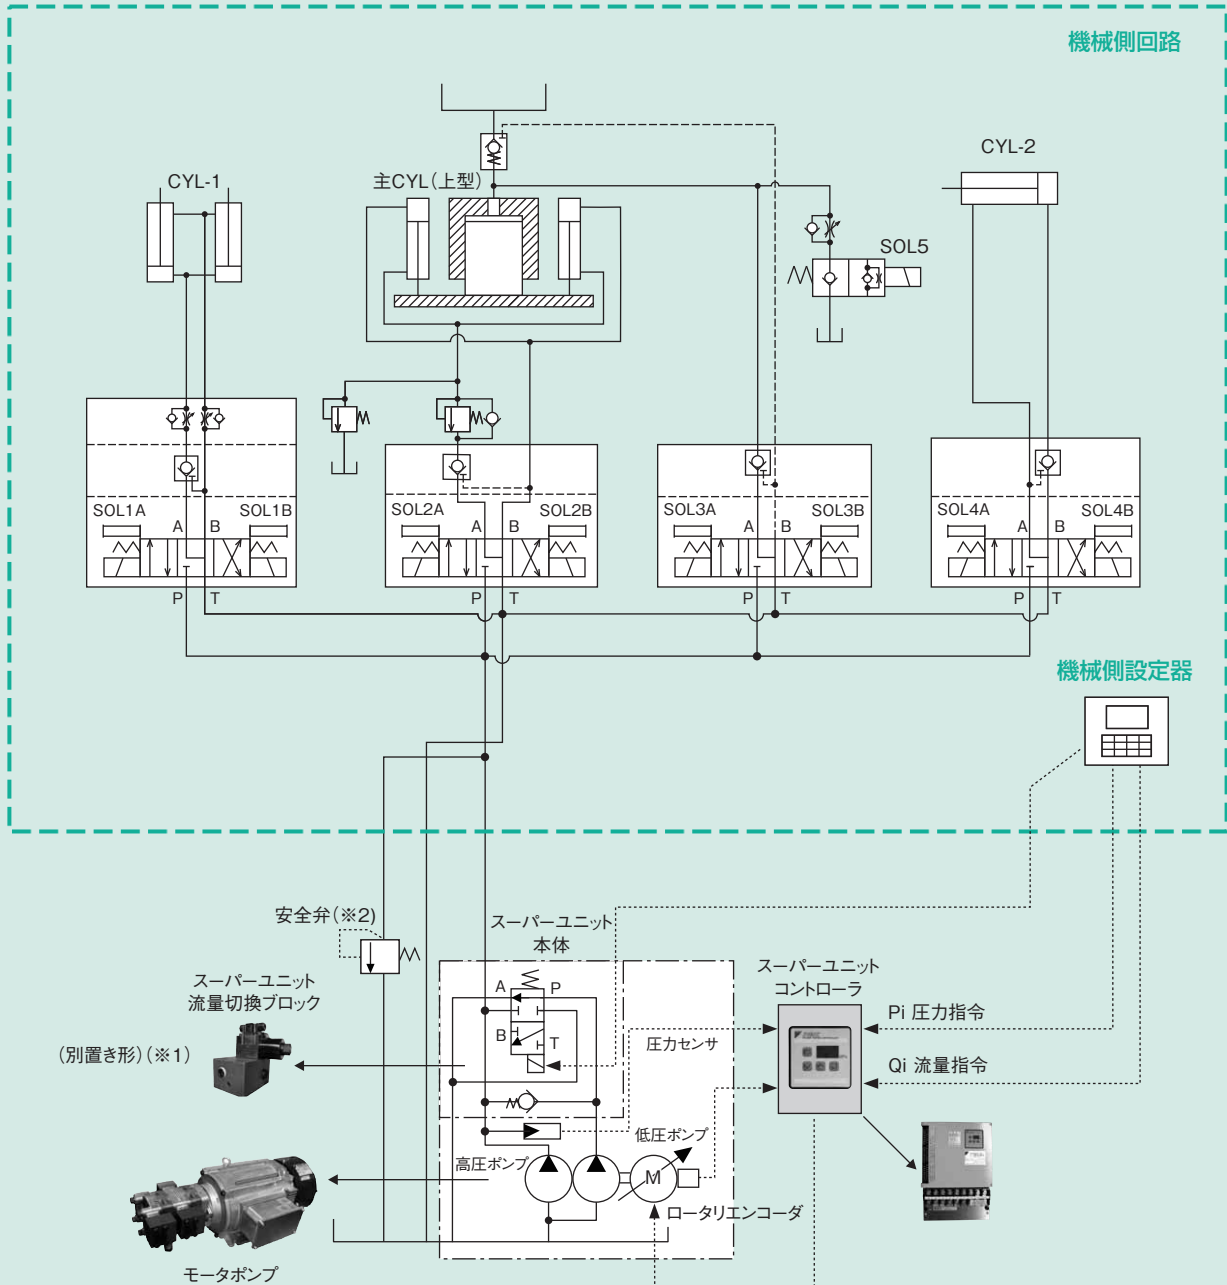 機械側回路
CYL-1
主CYL(上型)
CYL-2
SOL5
SOL1A
A
B
SOL1B
P
T
SOL2A
A
B
SOL2B
P
T
SOL3A
A
B
SOL3B
P
T
SOL4A
A
B
SOL4B
P
T
機械側設定器
安全弁(※2)
スーパーユニット
本体
スーパーユニット
流量切換ブロック
(別置き形)(※1)
A
P
B
T
圧力センサ
スーパーユニット
コントローラ
Pi 圧力指令
Qi 流量指令
低圧ポンプ
高圧ポンプ
M
ロータリエンコーダ
モータポンプ